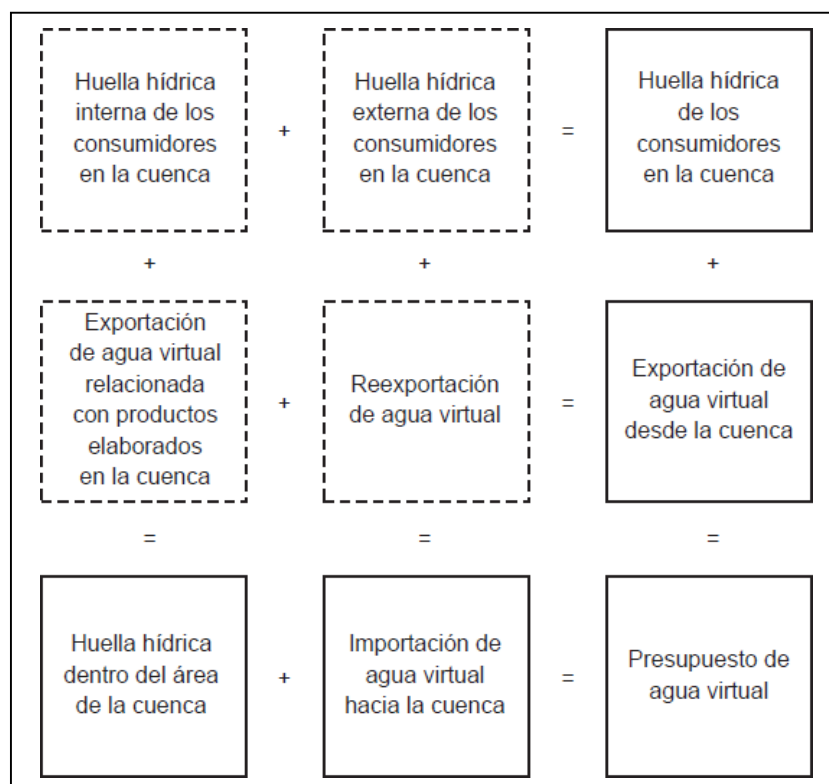 Huella hídrica
interna de los
consumidores
en la cuenca
+
Huella hídrica
externa de los
consumidores
en la cuenca
=
Huella hídrica
de los
consumidores
en la cuenca
+
+
+
Exportación
de agua virtual
relacionada
con productos
elaborados
en la cuenca
+
Reexportación
de agua virtual
=
Exportación de
agua virtual
desde la cuenca
=
=
=
Huella hídrica
dentro del área
de la cuenca
+
Importación de
agua virtual
hacia la cuenca
=
Presupuesto de
agua virtual